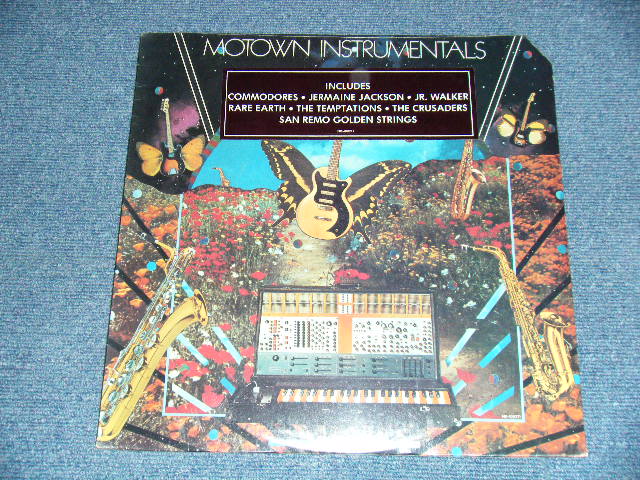 MOTOWN INSTRUMENTALS
INCLUDES
COMMODORES • JERMAINE JACKSON • JR. WALKER
RARE EARTH • THE TEMPTATIONS • THE CRUSADERS
SAN REMO GOLDEN STRINGS